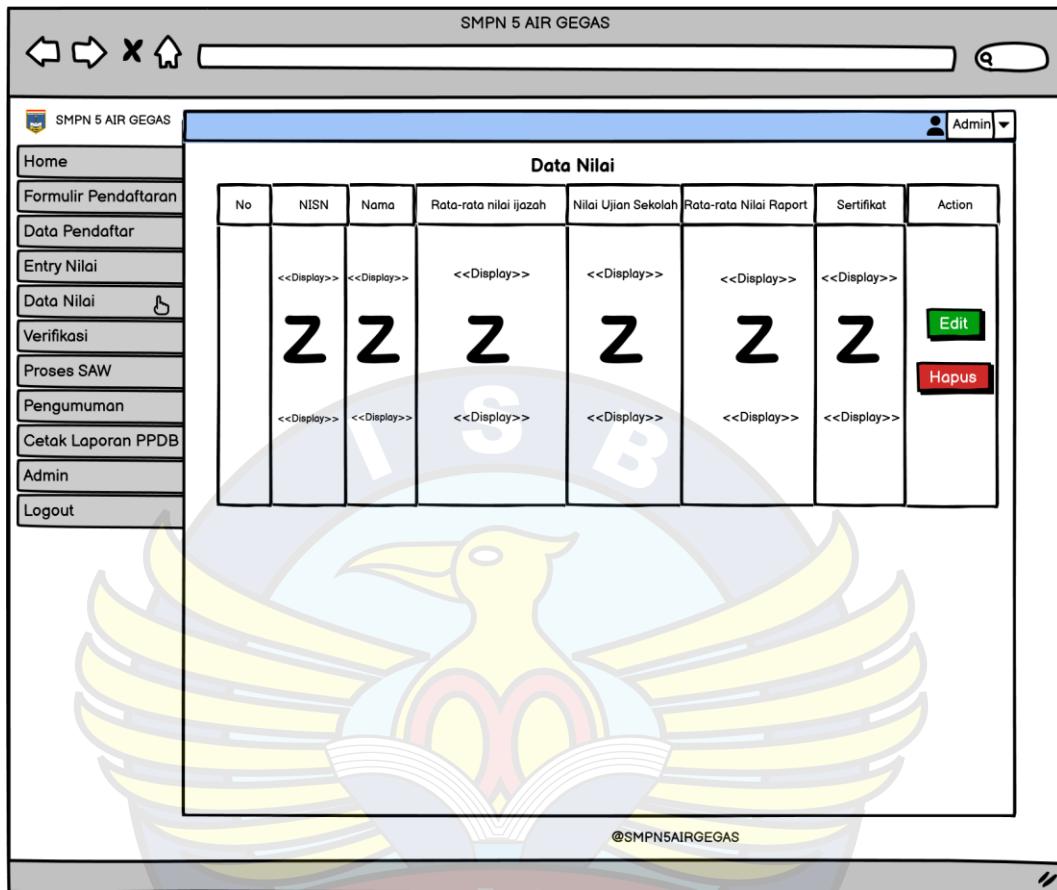 SMPN 5 AIR GEGAS
SMPN 5 AIR GEGAS
Admin
Home
Formulir Pendaftaran
Data Pendaftar
Entry Nilai
Data Nilai
Verifikasi
Proses SAW
Pengumuman
Cetak Laporan PPDB
Admin
Logout
Data Nilai
No NISN Nama Rata-rata nilai ijazah Nilai Ujian Sekolah Rata-rata Nilai Raport Sertifikat Action
<<Display>> <<Display>> <<Display>> <<Display>> <<Display>> <<Display>>
Z Z Z Z Z Z
Edit
Hapus
<<Display>> <<Display>> <<Display>> <<Display>> <<Display>> <<Display>>
I S B
@SMPN5AIRGEGAS